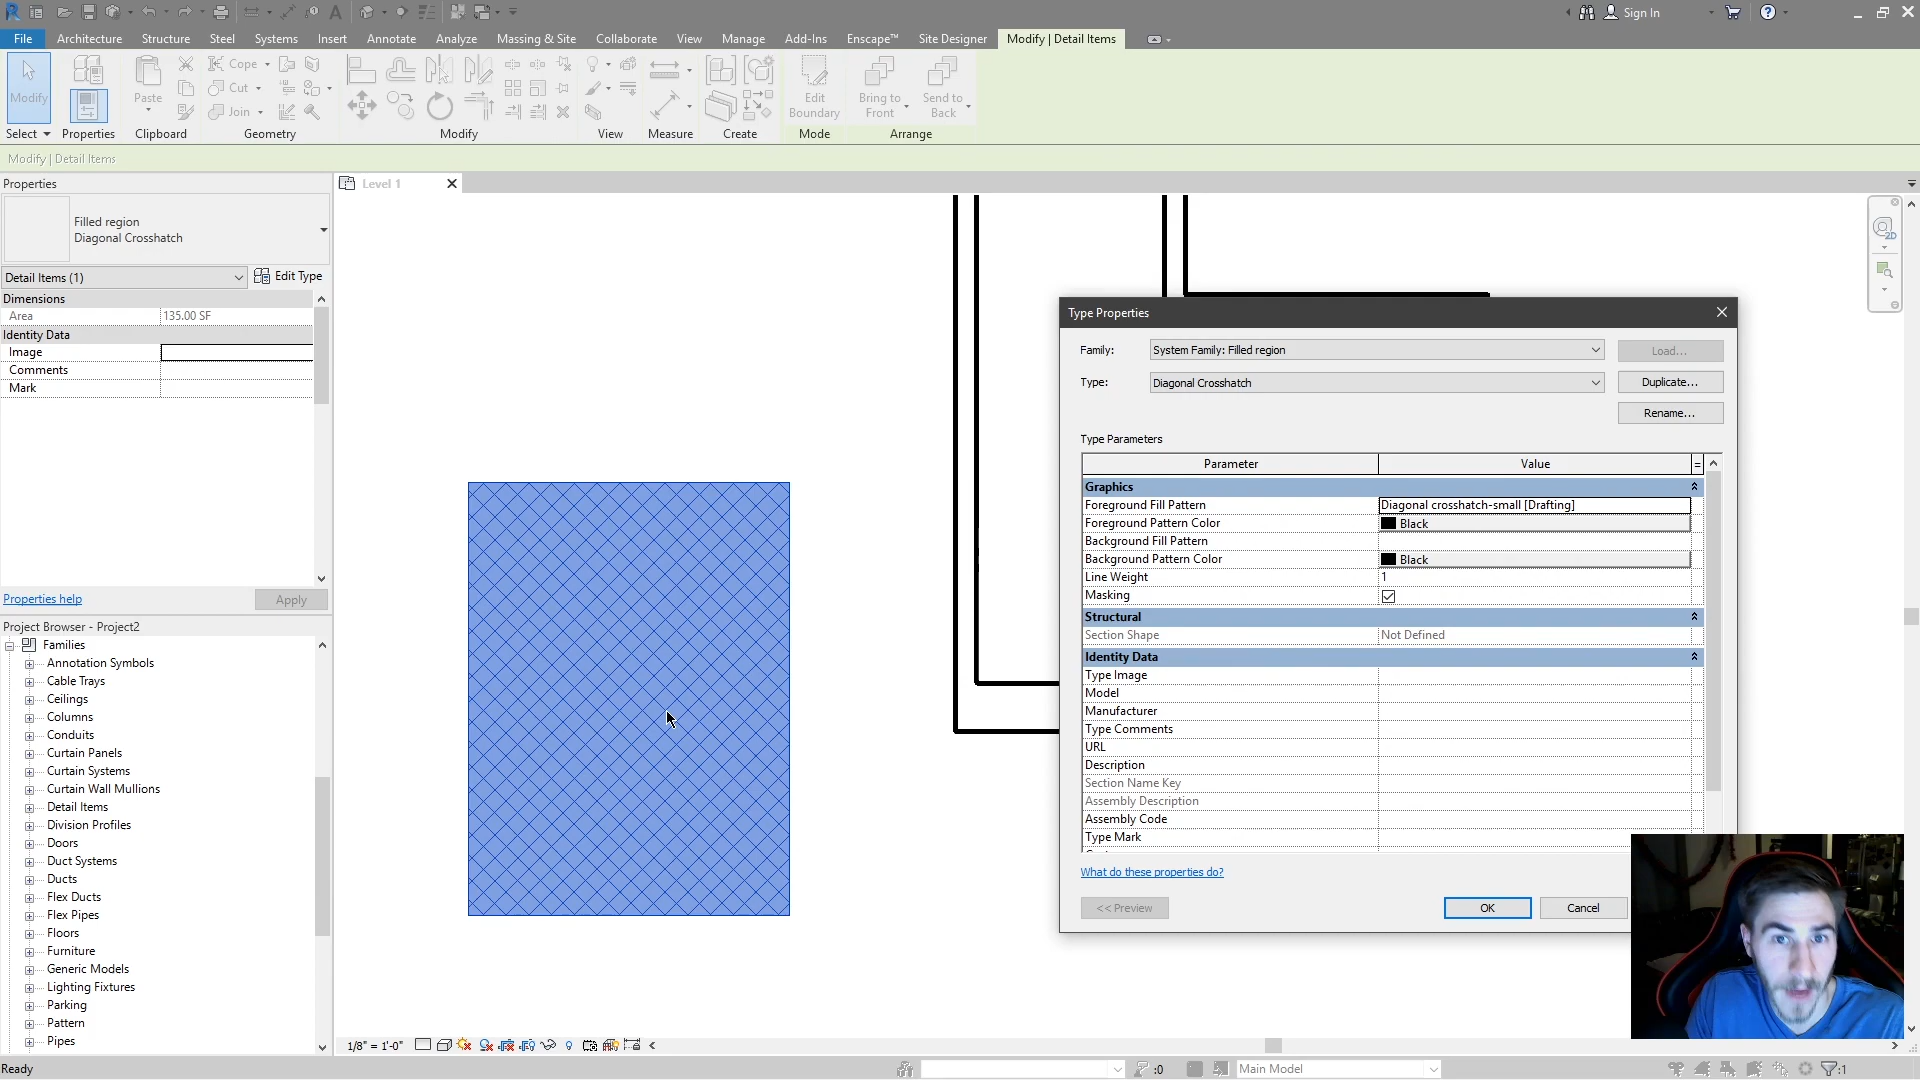 Sign In
File Architecture Structure Steel Systems Insert Annotate Analyze Massing & Site Collaborate View Manage Add-Ins Enscape™ Site Designer Modify | Detail Items
Modify Paste Cope Cut Join Edit Boundary Bring to Front Send to Back
Select Properties Clipboard Geometry Modify View Measure Create Mode Arrange
Modify | Detail Items
Properties
Level 1
2D
Filled region
Diagonal Crosshatch
Detail Items (1) Edit Type
Dimensions
Area 135.00 SF
Identity Data
Image
Comments
Mark
Properties help Apply
Project Browser - Project2
Families
Annotation Symbols
Cable Trays
Ceilings
Columns
Conduits
Curtain Panels
Curtain Systems
Curtain Wall Mullions
Detail Items
Division Profiles
Doors
Duct Systems
Ducts
Flex Ducts
Flex Pipes
Floors
Furniture
Generic Models
Lighting Fixtures
Parking
Pattern
Pipes
Type Properties
Family: System Family: Filled region Load...
Type: Diagonal Crosshatch Duplicate...
Rename...
Type Parameters
Parameter Value =
Graphics
Foreground Fill Pattern Diagonal crosshatch-small [Drafting]
Foreground Pattern Color Black
Background Fill Pattern
Background Pattern Color Black
Line Weight 1
Masking
Structural
Section Shape Not Defined
Identity Data
Type Image
Model
Manufacturer
Type Comments
URL
Description
Section Name Key
Assembly Description
Assembly Code
Type Mark
What do these properties do?
<< Preview OK Cancel
1/8" = 1'-0"
Ready :0 Main Model :1